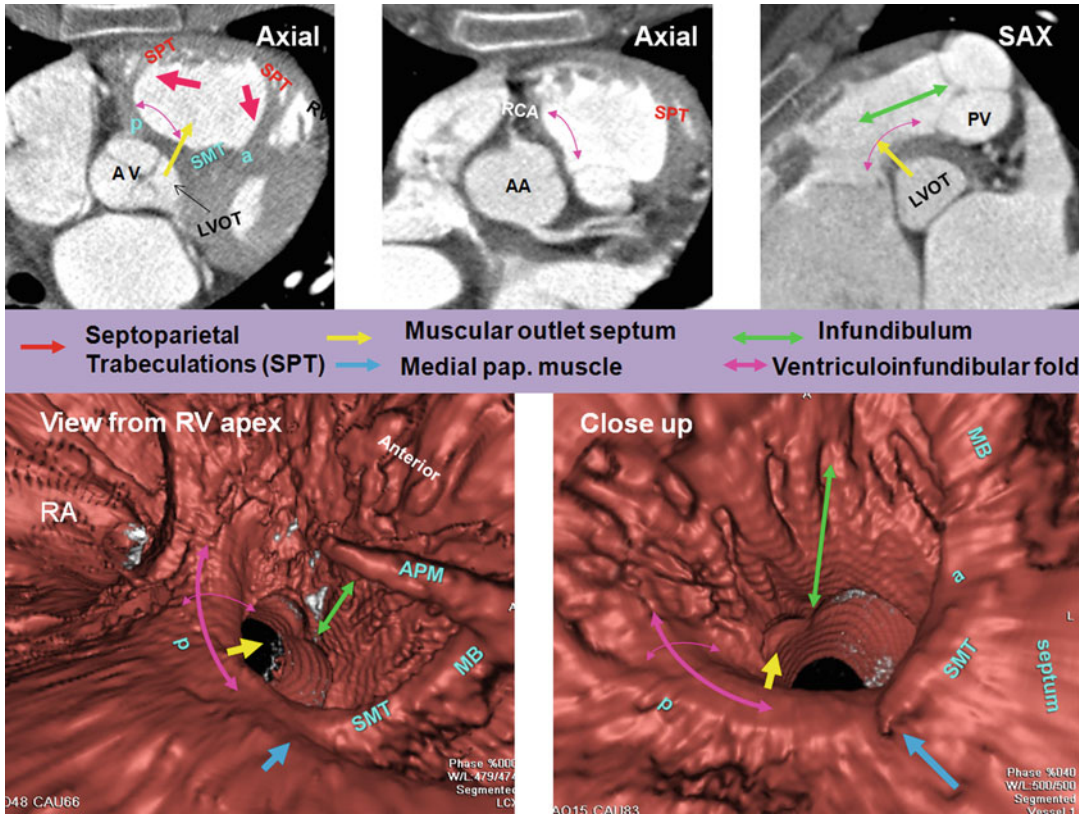 Axial
SPT
SPT
RV
p
SMT
a
AV
LVOT
Axial
RCA
SPT
AA
SAX
PV
LVOT
Septoparietal
Trabeculations (SPT)
Muscular outlet septum
Medial pap. muscle
Infundibulum
Ventriculoinfundibular fold
View from RV apex
Anterior
RA
APM
A
p
MB
SMT
Phase %000
W/L:479/474
Segmented
LCX
048 CAU66
Close up
A
MB
a
L
SMT
septum
p
Phase %040
W/L:500/500
Segmented
Vessel 1
AO15 CAU83